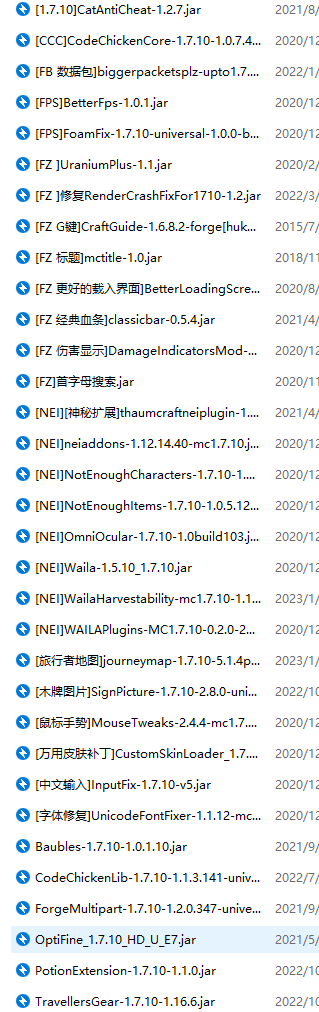 [1.7.10]CatAntiCheat-1.2.7.jar 2021/8/
[CCC]CodeChickenCore-1.7.10-1.0.7.4... 2020/12
[FB 数据包]biggerpacketsplz-upto1.7.... 2022/1/
[FPS]BetterFps-1.0.1.jar 2020/12
[FPS]FoamFix-1.7.10-universal-1.0.0-b... 2020/12
[FZ ]UraniumPlus-1.1.jar 2020/2/
[FZ ]修复RenderCrashFixFor1710-1.2.jar 2022/3/
[FZ G键]CraftGuide-1.6.8.2-forge[huk... 2015/7/
[FZ 标题]mctitle-1.0.jar 2018/11
[FZ 更好的载入界面]BetterLoadingScre... 2020/8/
[FZ 经典血条]classicbar-0.5.4.jar 2021/4/
[FZ 伤害显示]DamageIndicatorsMod-... 2020/12
[FZ]首字母搜索.jar 2020/11
[NEI][神秘扩展]thaumcraftneiplugin-1.... 2021/4/
[NEI]neiaddons-1.12.14.40-mc1.7.10.j... 2020/12
[NEI]NotEnoughCharacters-1.7.10-1.... 2020/12
[NEI]NotEnoughItems-1.7.10-1.0.5.12... 2020/12
[NEI]OmniOcular-1.7.10-1.0build103.j... 2020/12
[NEI]Waila-1.5.10_1.7.10.jar 2020/12
[NEI]WailaHarvestability-mc1.7.10-1.1... 2023/1/
[NEI]WAILAPlugins-MC1.7.10-0.2.0-2... 2020/12
[旅行者地图]journeymap-1.7.10-5.1.4p... 2023/1/
[木牌图片]SignPicture-1.7.10-2.8.0-uni... 2022/10
[鼠标手势]MouseTweaks-2.4.4-mc1.7.... 2020/12
[万用皮肤补丁]CustomSkinLoader_1.7.... 2020/12
[中文输入]InputFix-1.7.10-v5.jar 2020/12
[字体修复]UnicodeFontFixer-1.1.12-mc... 2020/12
Baubles-1.7.10-1.0.1.10.jar 2021/9/
CodeChickenLib-1.7.10-1.1.3.141-univ... 2022/7/
ForgeMultipart-1.7.10-1.2.0.347-unive... 2021/9/
OptiFine_1.7.10_HD_U_E7.jar 2021/5/
PotionExtension-1.7.10-1.1.0.jar 2022/10
TravellersGear-1.7.10-1.16.6.jar 2022/10